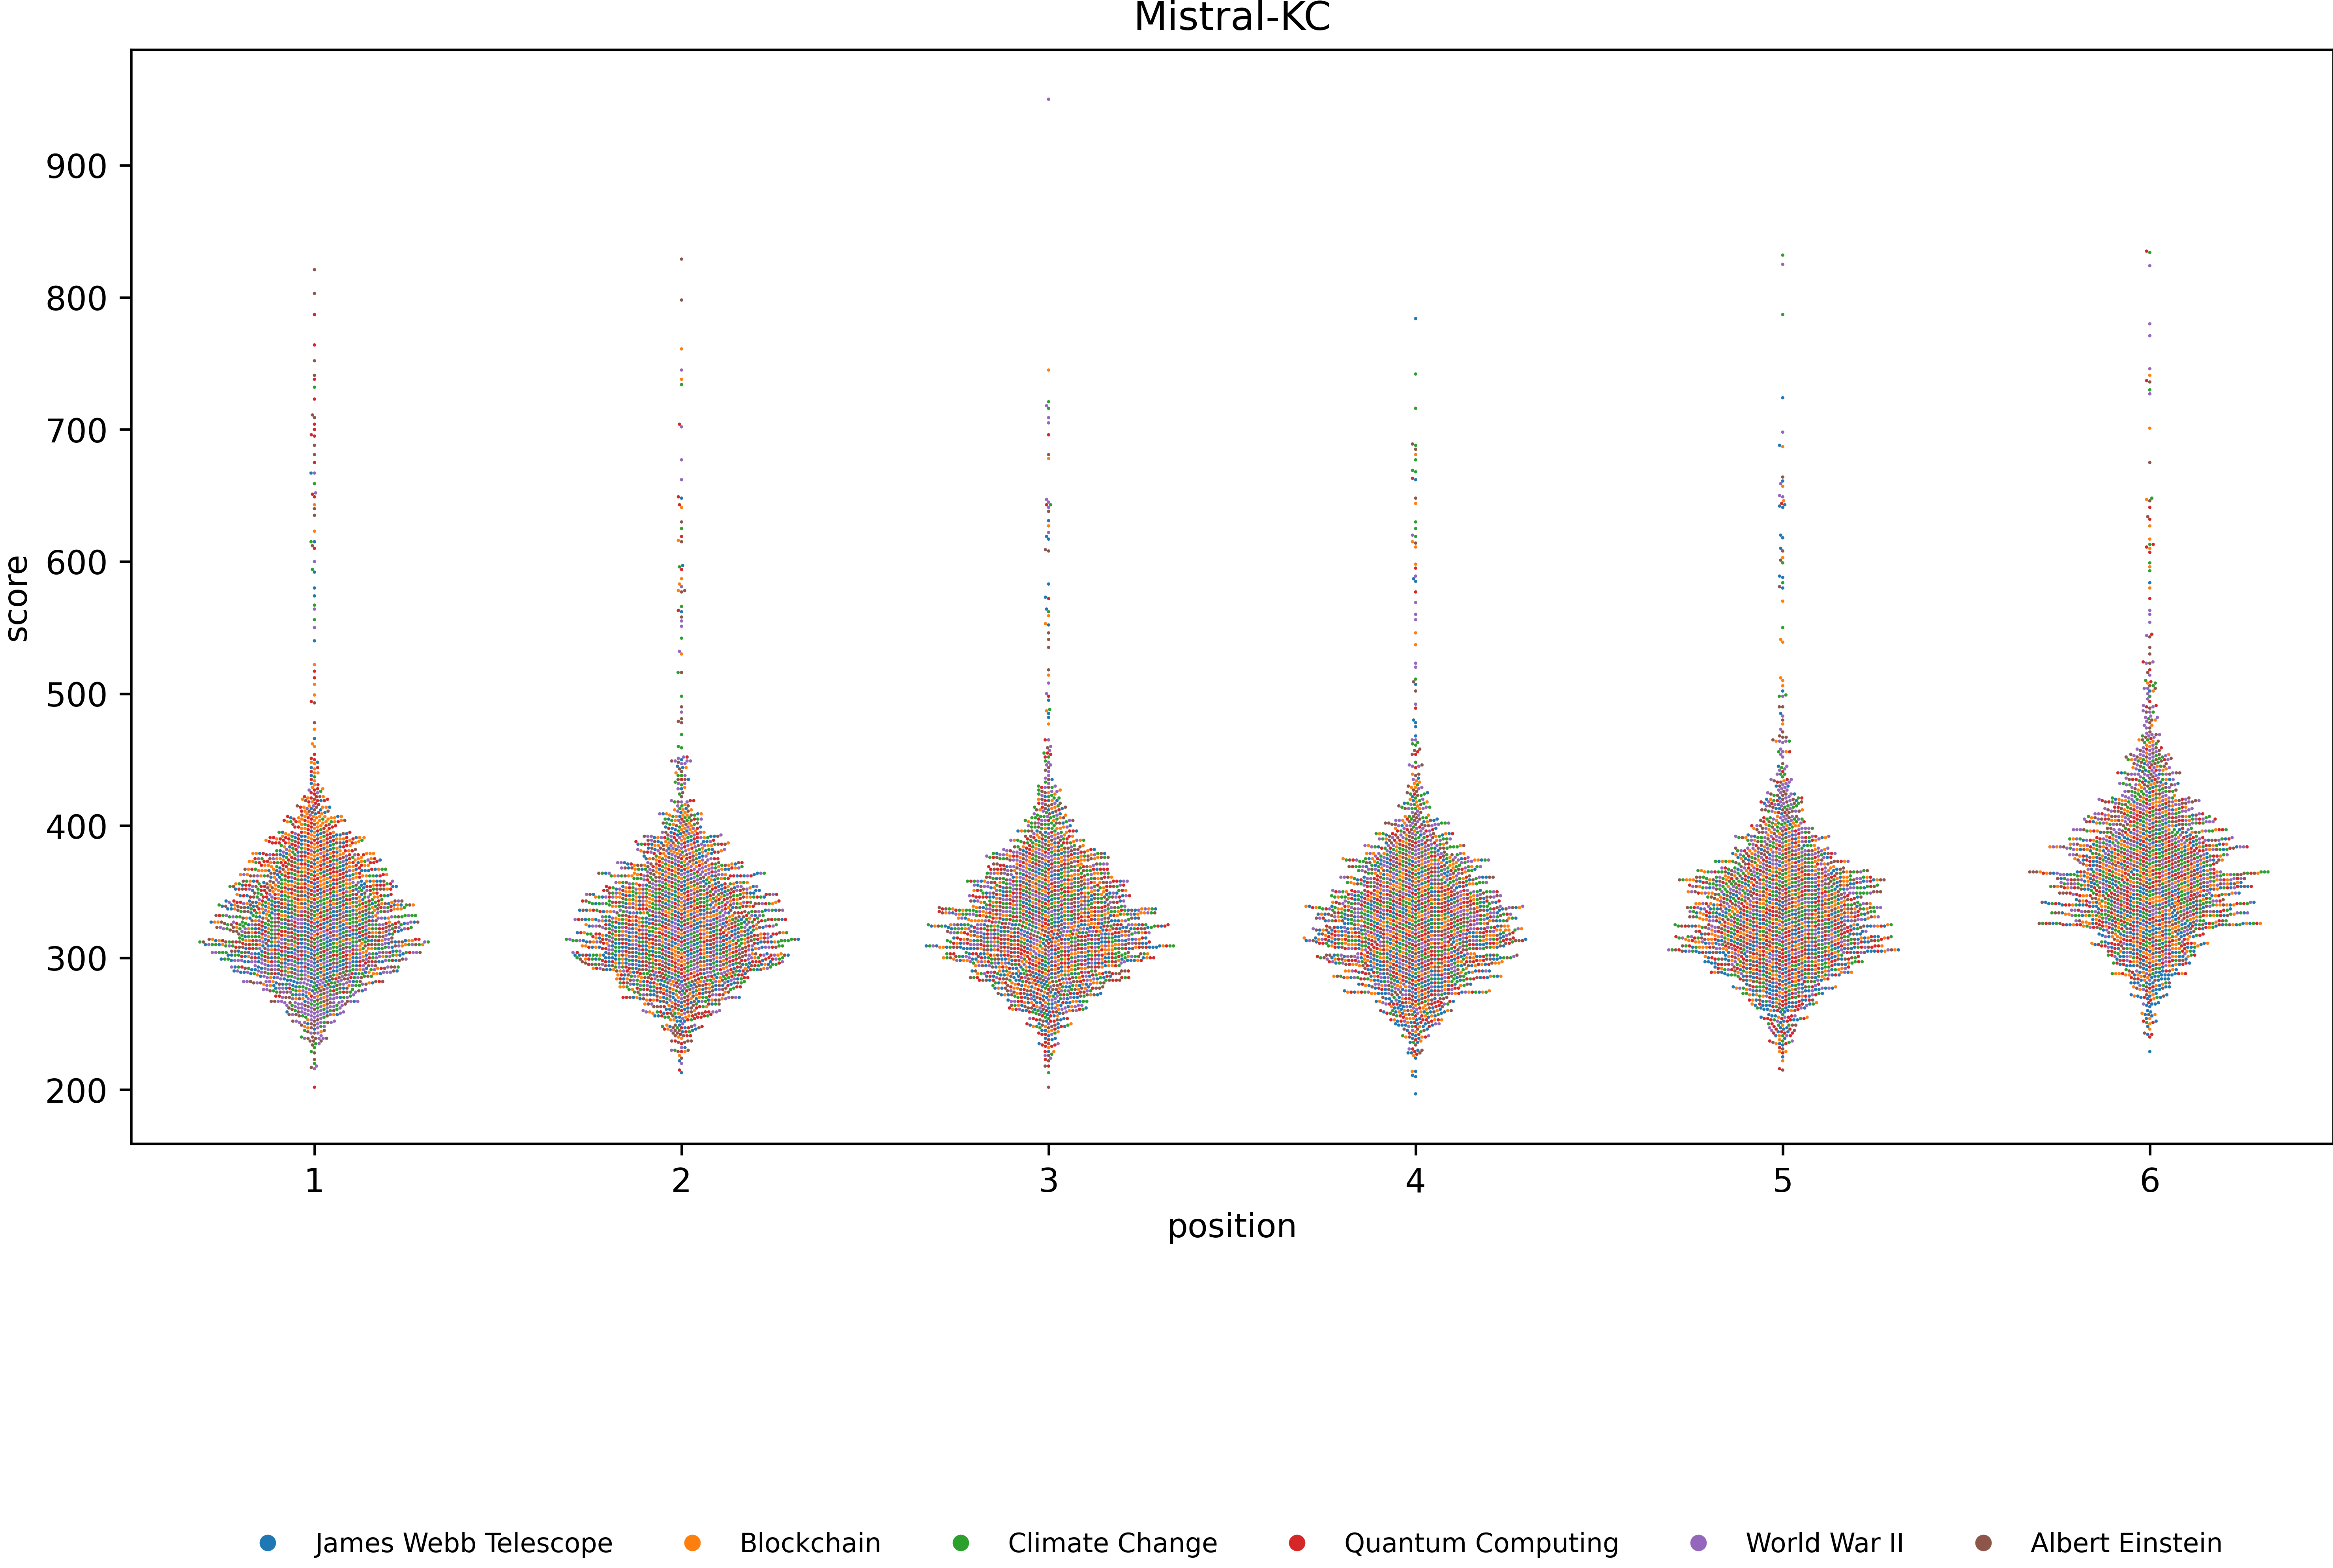 Mistral-KC
900
800
700
600
500
400
300
200
score
1 2 3 4 5 6
position
James Webb Telescope Blockchain Climate Change Quantum Computing World War II Albert Einstein